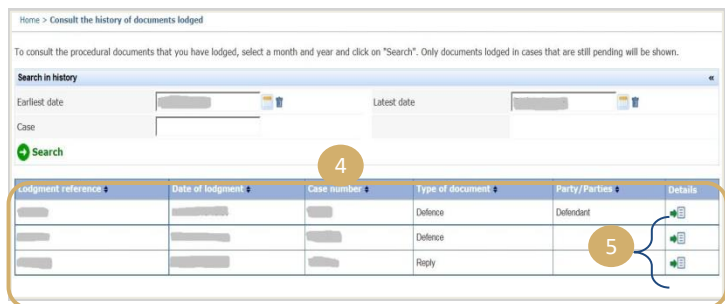 Home > Consult the history of documents lodged
To consult the procedural documents that you have lodged, select a month and year and click on "Search". Only documents lodged in cases that are still pending will be shown.
Search in history «
Earliest date Latest date
Case
Search
4
Lodgment reference Date of lodgment Case number Type of document Party/Parties Details
Defence Defendant
Defence
5
Reply